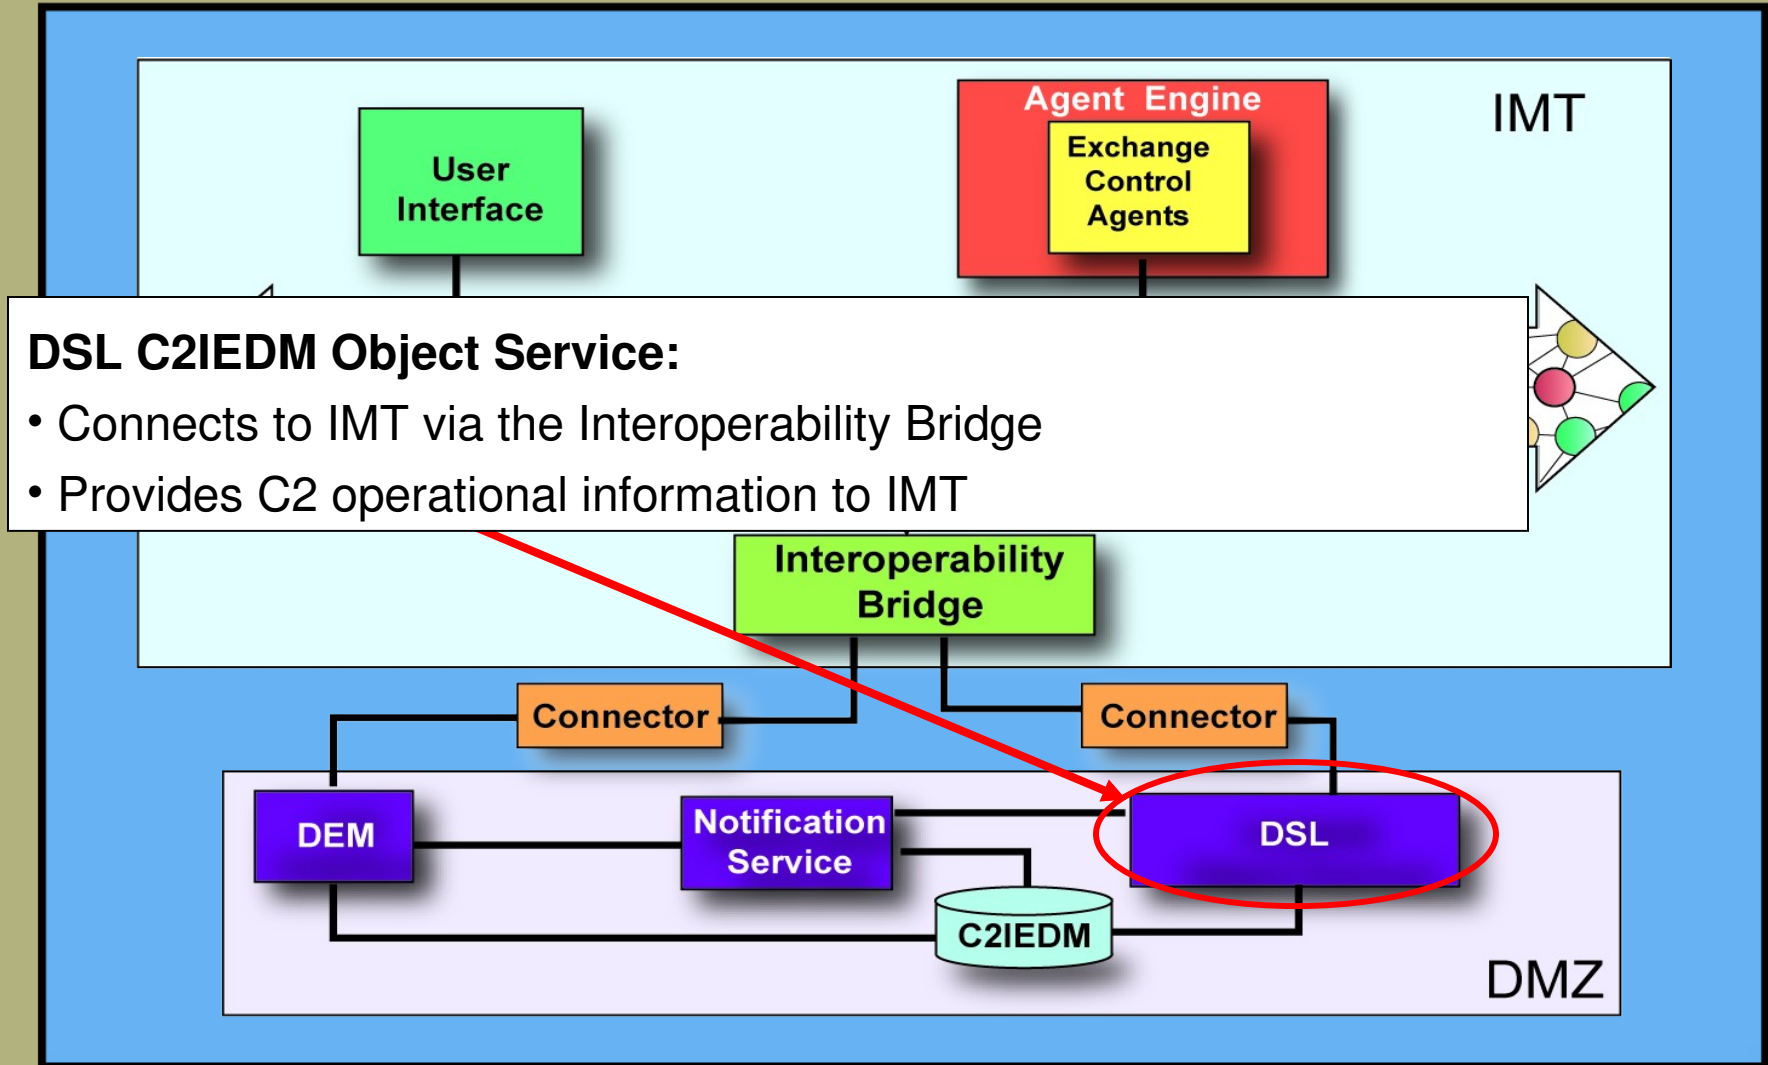 Agent Engine
IMT
Exchange
Control
Agents
User
Interface
DSL C2IEDM Object Service:
• Connects to IMT via the Interoperability Bridge
• Provides C2 operational information to IMT
Interoperability
Bridge
Connector
Connector
DEM
Notification
Service
DSL
C2IEDM
DMZ